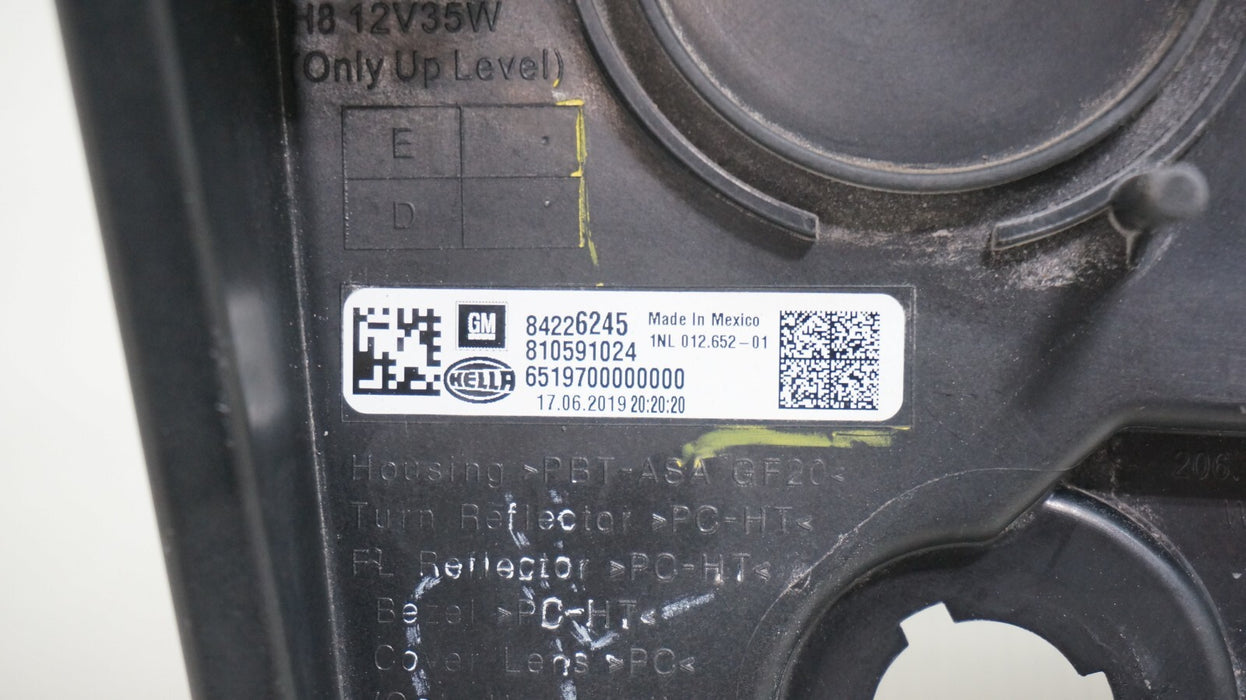 H8 12V35W
(Only Up Level)
E
D
GM
HELLA
84226245
810591024
6519700000000
17.06.2019 20:20:20
Made In Mexico
1NL 012.652-01
Housing >PBT-ASA GF20<
Turn Reflector >PC-HT<
FL Reflector >PC-HT<
Bezel >PC-HT<
Cover Lens >PC<
206